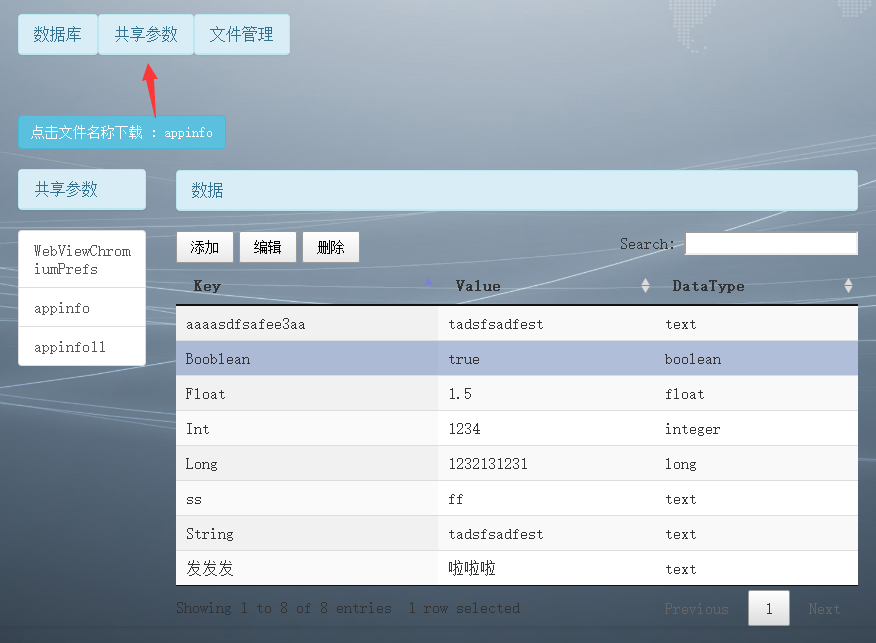 数据库 共享参数 文件管理
点击文件名称下载 : appinfo
共享参数
数据
WebViewChrom
iumPrefs
appinfo
appinfo11
添加 编辑 删除 Search:
Key Value DataType
aaaasdfsafee3aa tadsfsadfest text
Booblean true boolean
Float 1.5 float
Int 1234 integer
Long 1232131231 long
ss ff text
String tadsfsadfest text
发发发 啦啦啦 text
Showing 1 to 8 of 8 entries 1 row selected Previous 1 Next